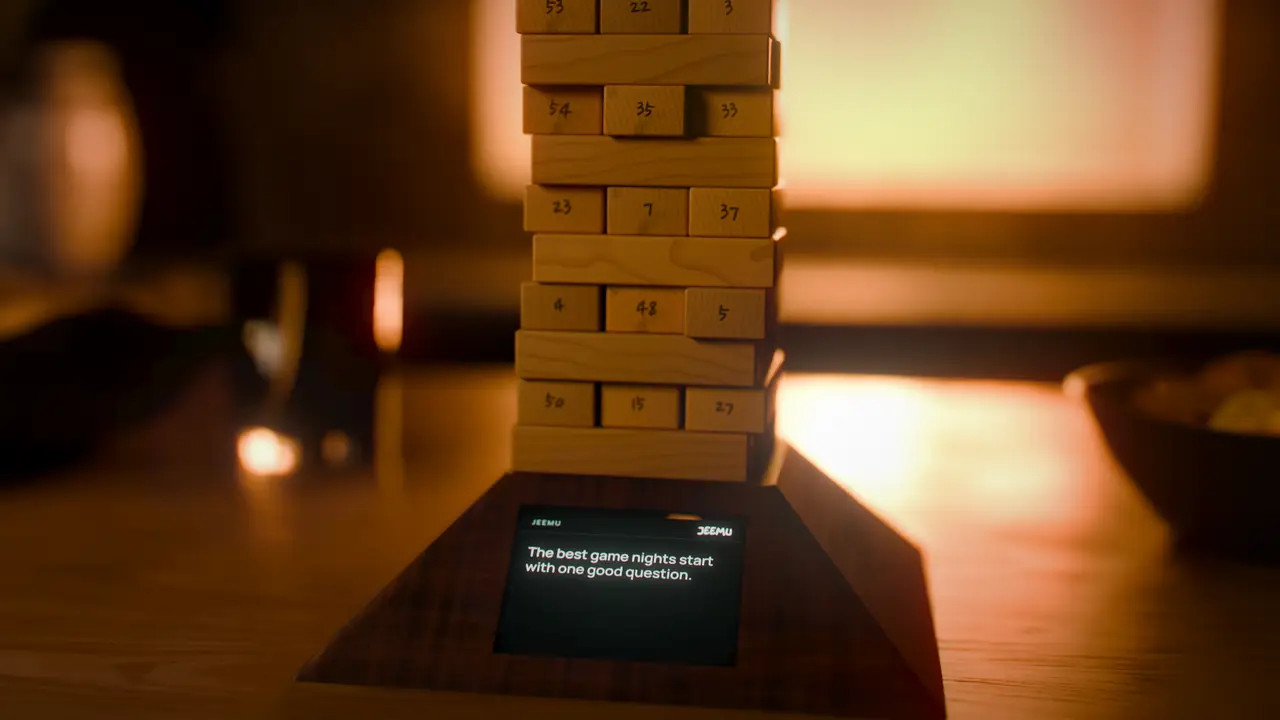 53 22 3
54 35 33
23 7 37
4 48 5
50 15 27
JEEMU JEEMU
The best game nights start
with one good question.